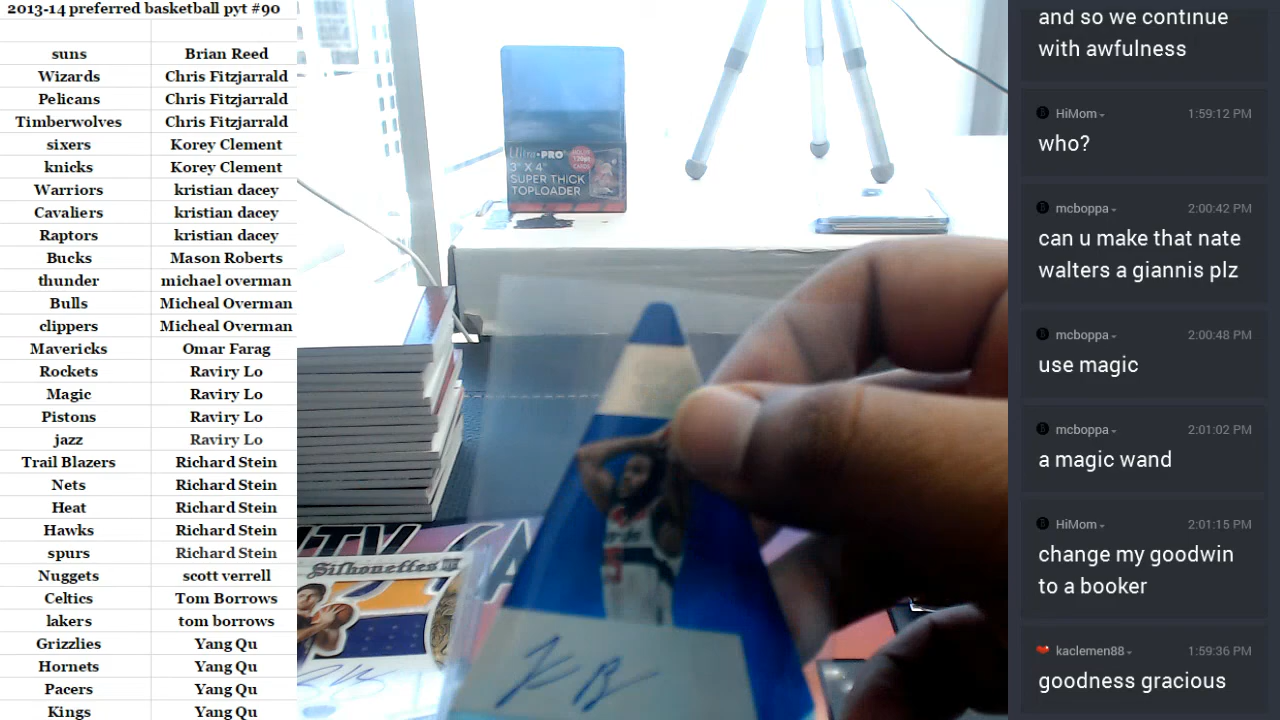 2013-14 preferred basketball pyt #90
suns Brian Reed
Wizards Chris Fitzjarrald
Pelicans Chris Fitzjarrald
Timberwolves Chris Fitzjarrald
sixers Korey Clement
knicks Korey Clement
Warriors kristian dacey
Cavaliers kristian dacey
Raptors kristian dacey
Bucks Mason Roberts
thunder michael overman
Bulls Micheal Overman
clippers Micheal Overman
Mavericks Omar Farag
Rockets Raviry Lo
Magic Raviry Lo
Pistons Raviry Lo
jazz Raviry Lo
Trail Blazers Richard Stein
Nets Richard Stein
Heat Richard Stein
Hawks Richard Stein
spurs Richard Stein
Nuggets scott verrell
Celtics Tom Borrows
lakers tom borrows
Grizzlies Yang Qu
Hornets Yang Qu
Pacers Yang Qu
Kings Yang Qu
Ultra•PRO
3" X 4"
SUPER THICK
TOPLOADER
Silhouettes
and so we continue
with awfulness
HiMom 1:59:12 PM
who?
mcboppa 2:00:42 PM
can u make that nate
walters a giannis plz
mcboppa 2:00:48 PM
use magic
mcboppa 2:01:02 PM
a magic wand
HiMom 2:01:15 PM
change my goodwin
to a booker
kaclemen88 1:59:36 PM
goodness gracious